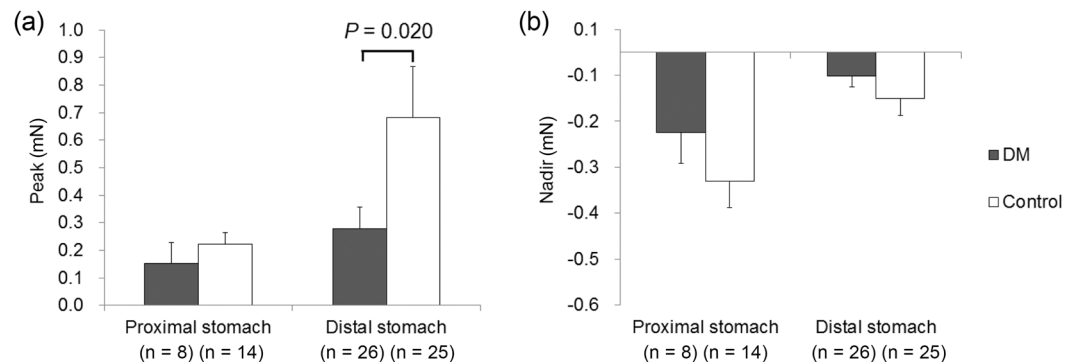 (a)
Peak (mN)
1.0
0.9
0.8
0.7
0.6
0.5
0.4
0.3
0.2
0.1
0.0
P = 0.020
Proximal stomach Distal stomach
(n = 8) (n = 14) (n = 26) (n = 25)
(b)
Nadir (mN)
0.1
-0.1
-0.2
-0.3
-0.4
-0.5
-0.6
Proximal stomach Distal stomach
(n = 8) (n = 14) (n = 26) (n = 25)
DM
Control